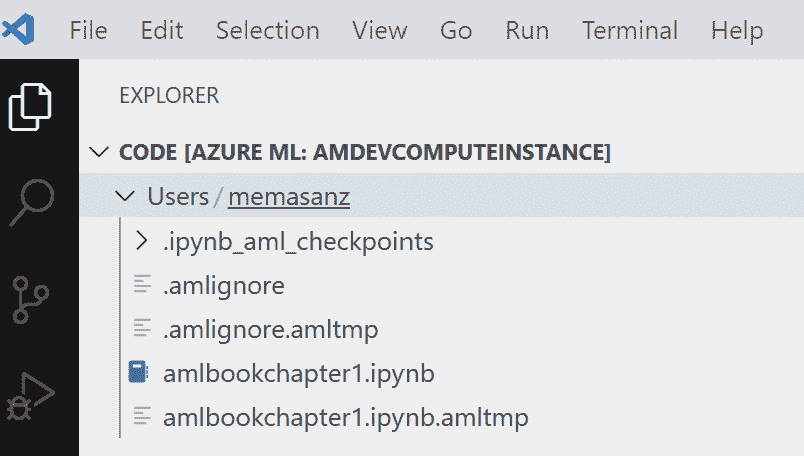 File Edit Selection View Go Run Terminal Help
EXPLORER
CODE [AZURE ML: AMDEVCOMPUTEINSTANCE]
Users / memasanz
.ipynb_aml_checkpoints
.amlignore
.amlignore.amltmp
amlbookchapter1.ipynb
amlbookchapter1.ipynb.amltmp